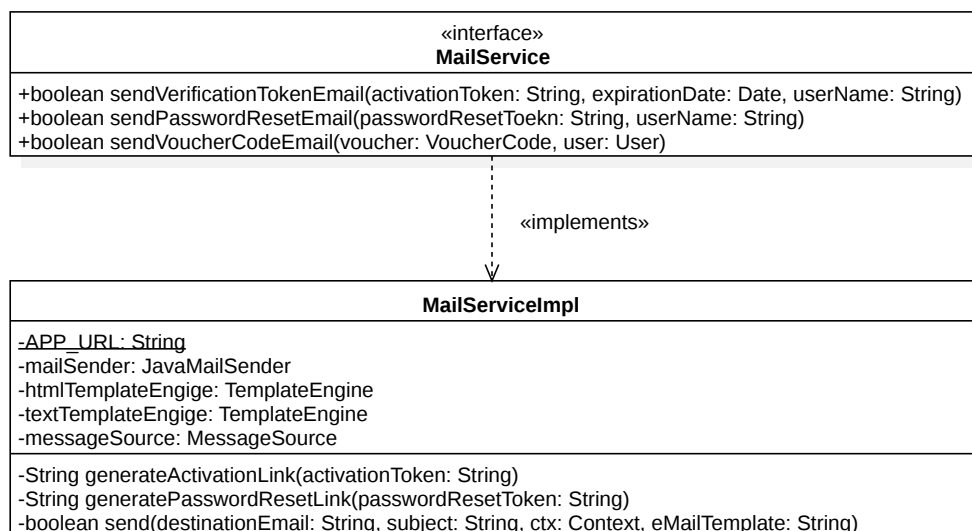 «interface»
MailService
+boolean sendVerificationTokenEmail(activationToken: String, expirationDate: Date, userName: String)
+boolean sendPasswordResetEmail(passwordResetToekn: String, userName: String)
+boolean sendVoucherCodeEmail(voucher: VoucherCode, user: User)
«implements»
MailServiceImpl
-APP_URL: String
-mailSender: JavaMailSender
-htmlTemplateEngige: TemplateEngine
-textTemplateEngige: TemplateEngine
-messageSource: MessageSource
-String generateActivationLink(activationToken: String)
-String generatePasswordResetLink(passwordResetToken: String)
-boolean send(destinationEmail: String, subject: String, ctx: Context, eMailTemplate: String)